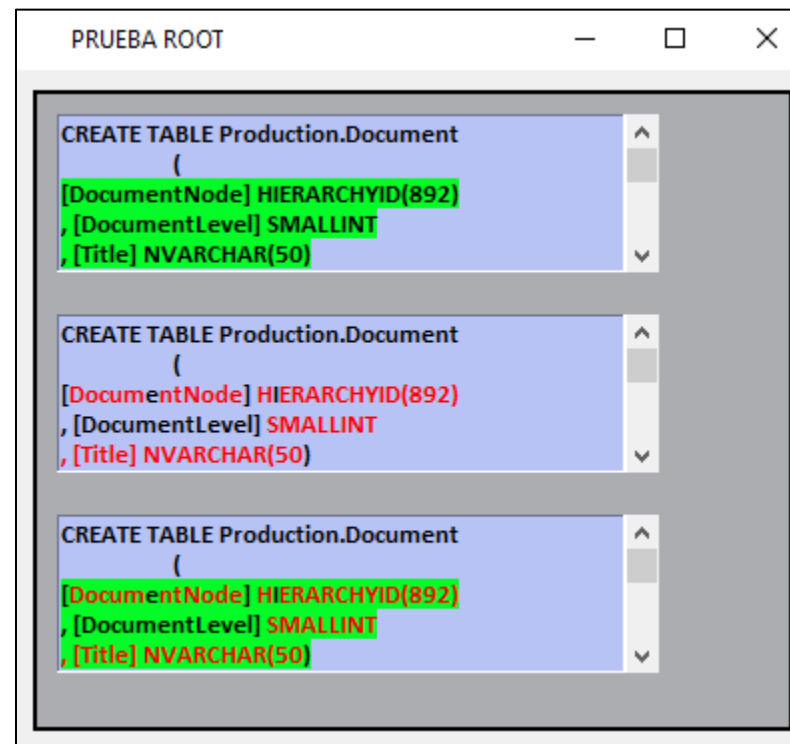 PRUEBA ROOT
CREATE TABLE Production.Document
(
[DocumentNode] HIERARCHYID(892)
, [DocumentLevel] SMALLINT
, [Title] NVARCHAR(50)
CREATE TABLE Production.Document
(
[DocumentNode] HIERARCHYID(892)
, [DocumentLevel] SMALLINT
, [Title] NVARCHAR(50)
CREATE TABLE Production.Document
(
[DocumentNode] HIERARCHYID(892)
, [DocumentLevel] SMALLINT
, [Title] NVARCHAR(50)